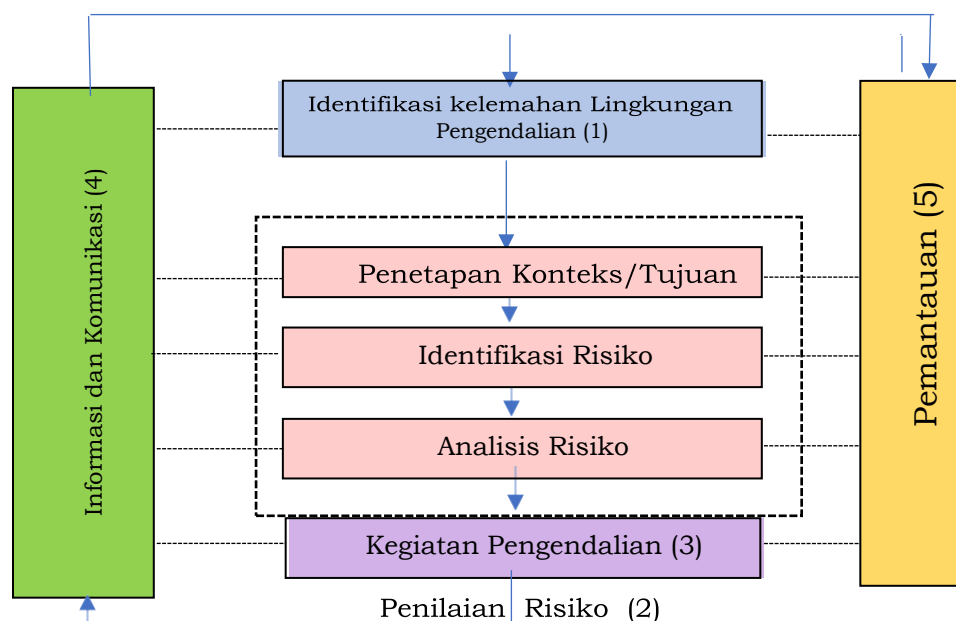 Identifikasi kelemahan Lingkungan
Pengendalian (1)
Informasi dan Komunikasi (4)
Pemantauan (5)
Penetapan Konteks/Tujuan
Identifikasi Risiko
Analisis Risiko
Kegiatan Pengendalian (3)
Penilaian Risiko (2)